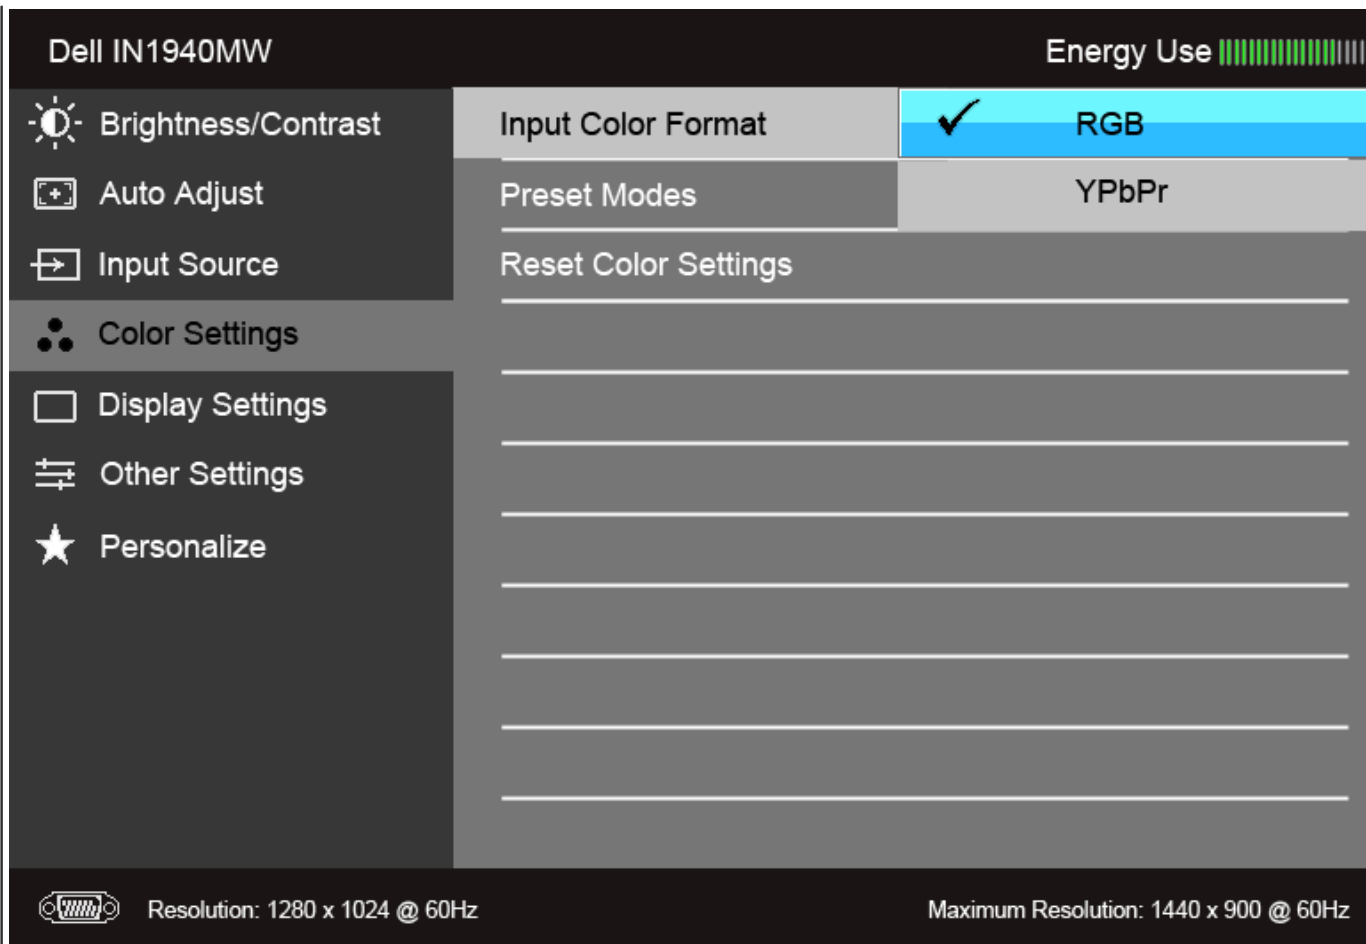 Dell IN1940MW Energy Use
Brightness/Contrast Input Color Format RGB
Auto Adjust Preset Modes YPbPr
Input Source Reset Color Settings
Color Settings
Display Settings
Other Settings
Personalize
Resolution: 1280 x 1024 @ 60Hz Maximum Resolution: 1440 x 900 @ 60Hz